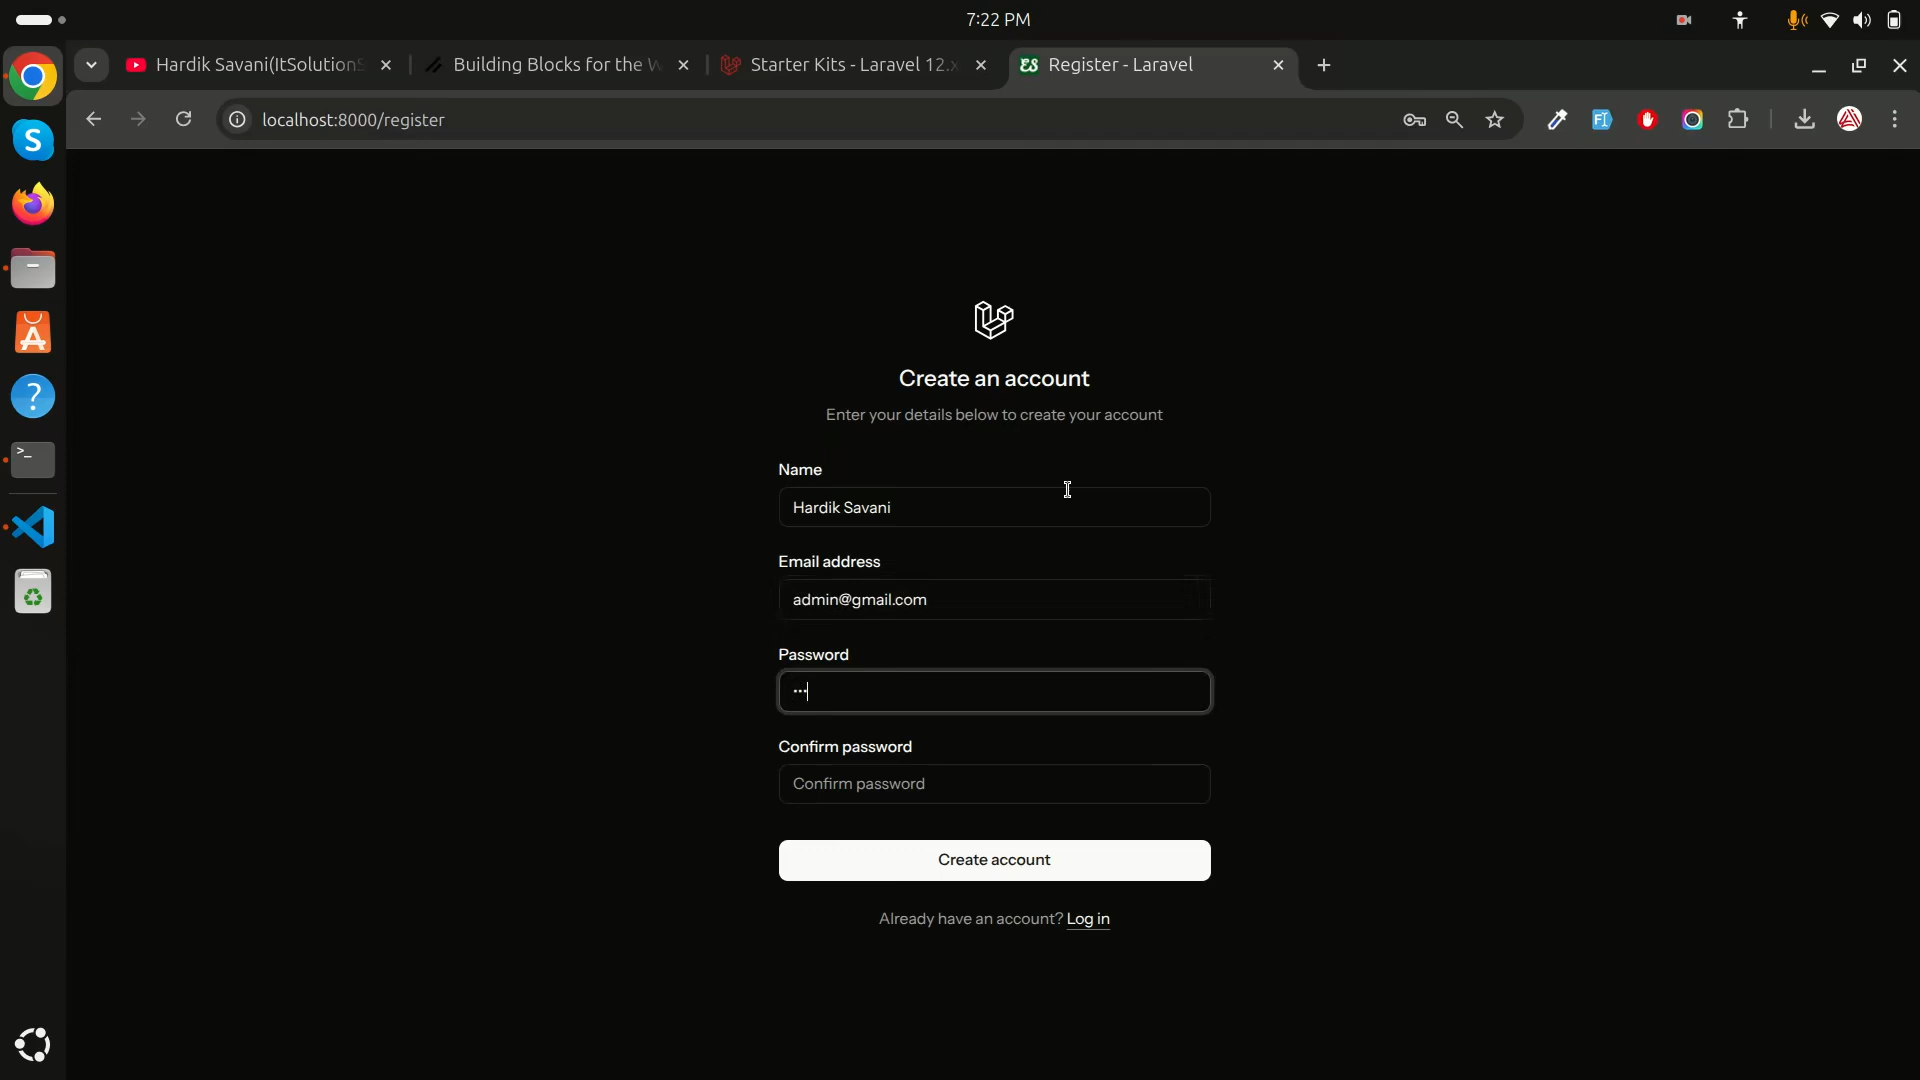 7:22 PM
Hardik Savani(ItSolutionS
Building Blocks for the W
Starter Kits - Laravel 12.x
Register - Laravel
localhost:8000/register
Create an account
Enter your details below to create your account
Name
Hardik Savani
Email address
admin@gmail.com
Password
•••
Confirm password
Confirm password
Create account
Already have an account? Log in